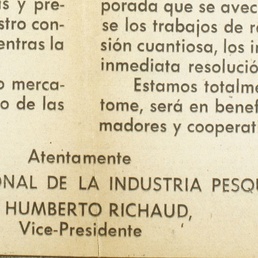 s y pre-
stro con-
entras la
o merca-
o de las
porada que se avec
se los trabajos de r
sión cuantiosa, los i
inmediata resolució
Estamos totalme
tome, será en benef
madores y cooperat
Atentamente
ONAL DE LA INDUSTRIA PESQU
HUMBERTO RICHAUD,
Vice-Presidente